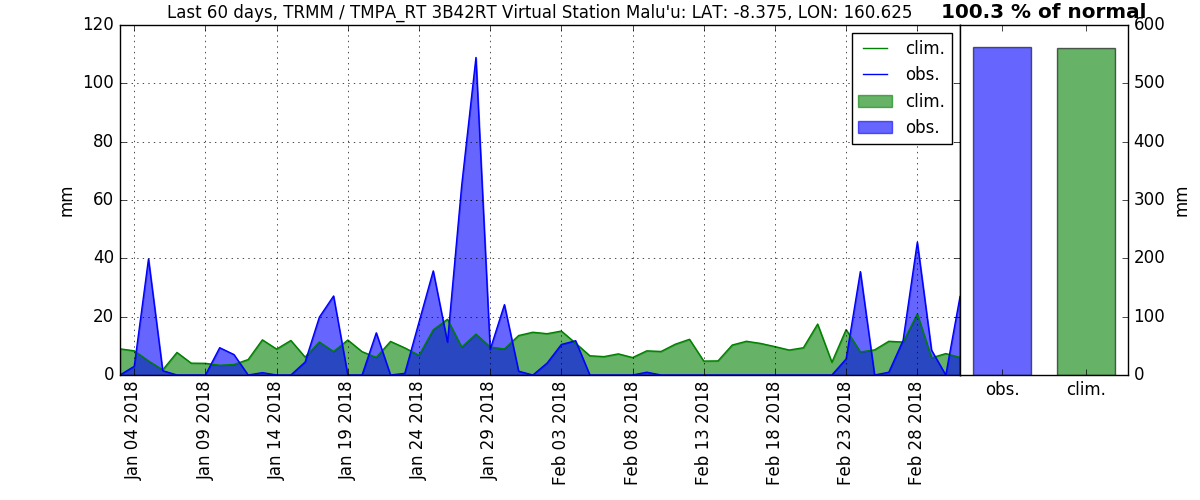 Last 60 days, TRMM / TMPA_RT 3B42RT Virtual Station Malu'u: LAT: -8.375, LON: 160.625
100.3 % of normal
120
100
80
60
40
20
0
mm
clim.
obs.
clim.
obs.
600
500
400
300
200
100
0
mm
Jan 04 2018
Jan 09 2018
Jan 14 2018
Jan 19 2018
Jan 24 2018
Jan 29 2018
Feb 03 2018
Feb 08 2018
Feb 13 2018
Feb 18 2018
Feb 23 2018
Feb 28 2018
obs.
clim.